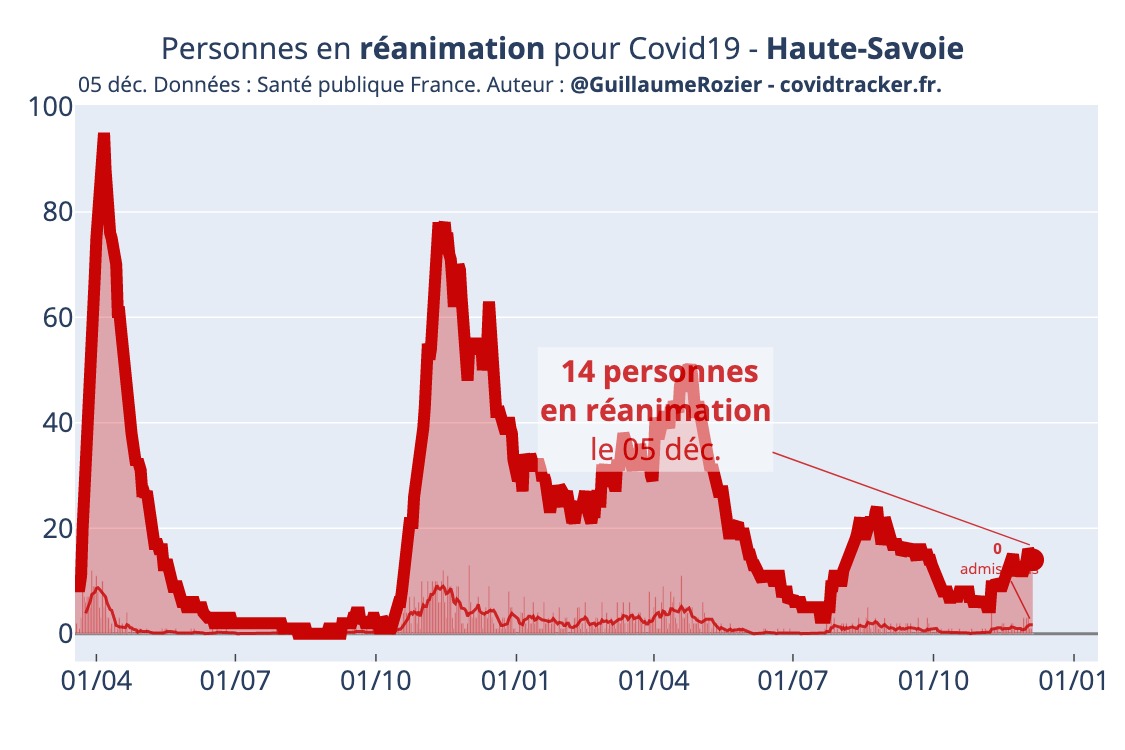 Personnes en réanimation pour Covid19 - Haute-Savoie
05 déc. Données : Santé publique France. Auteur : @GuillaumeRozier - covidtracker.fr.
100
80
60
40
20
0
14 personnes
en réanimation
le 05 déc.
0
admissions
01/04
01/07
01/10
01/01
01/04
01/07
01/10
01/01